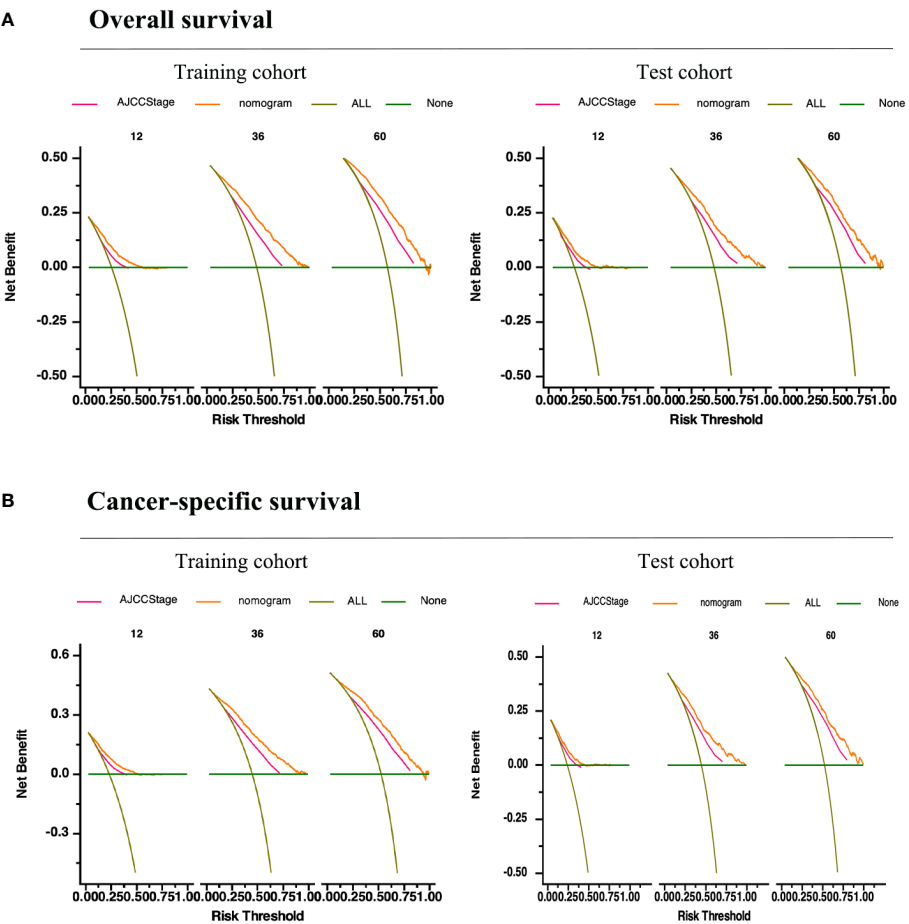 A Overall survival
Training cohort
AJCCStage nomogram ALL None
12 36 60
0.50
0.25
0.00
-0.25
-0.50
Net Benefit
0.000.250.500.751.00 0.000.250.500.751.00 0.000.250.500.751.00
Risk Threshold
Test cohort
AJCCStage nomogram ALL None
12 36 60
0.50
0.25
0.00
-0.25
-0.50
Net Benefit
0.000.250.500.751.00 0.000.250.500.751.00 0.000.250.500.751.00
Risk Threshold
B Cancer-specific survival
Training cohort
AJCCStage nomogram ALL None
12 36 60
0.6
0.3
0.0
-0.3
Net Benefit
0.000.250.500.751.00 0.000.250.500.751.00 0.000.250.500.751.00
Risk Threshold
Test cohort
AJCCStage nomogram ALL None
12 36 60
0.50
0.25
0.00
-0.25
-0.50
Net Benefit
0.000.250.500.751.00 0.000.250.500.751.00 0.000.250.500.751.00
Risk Threshold